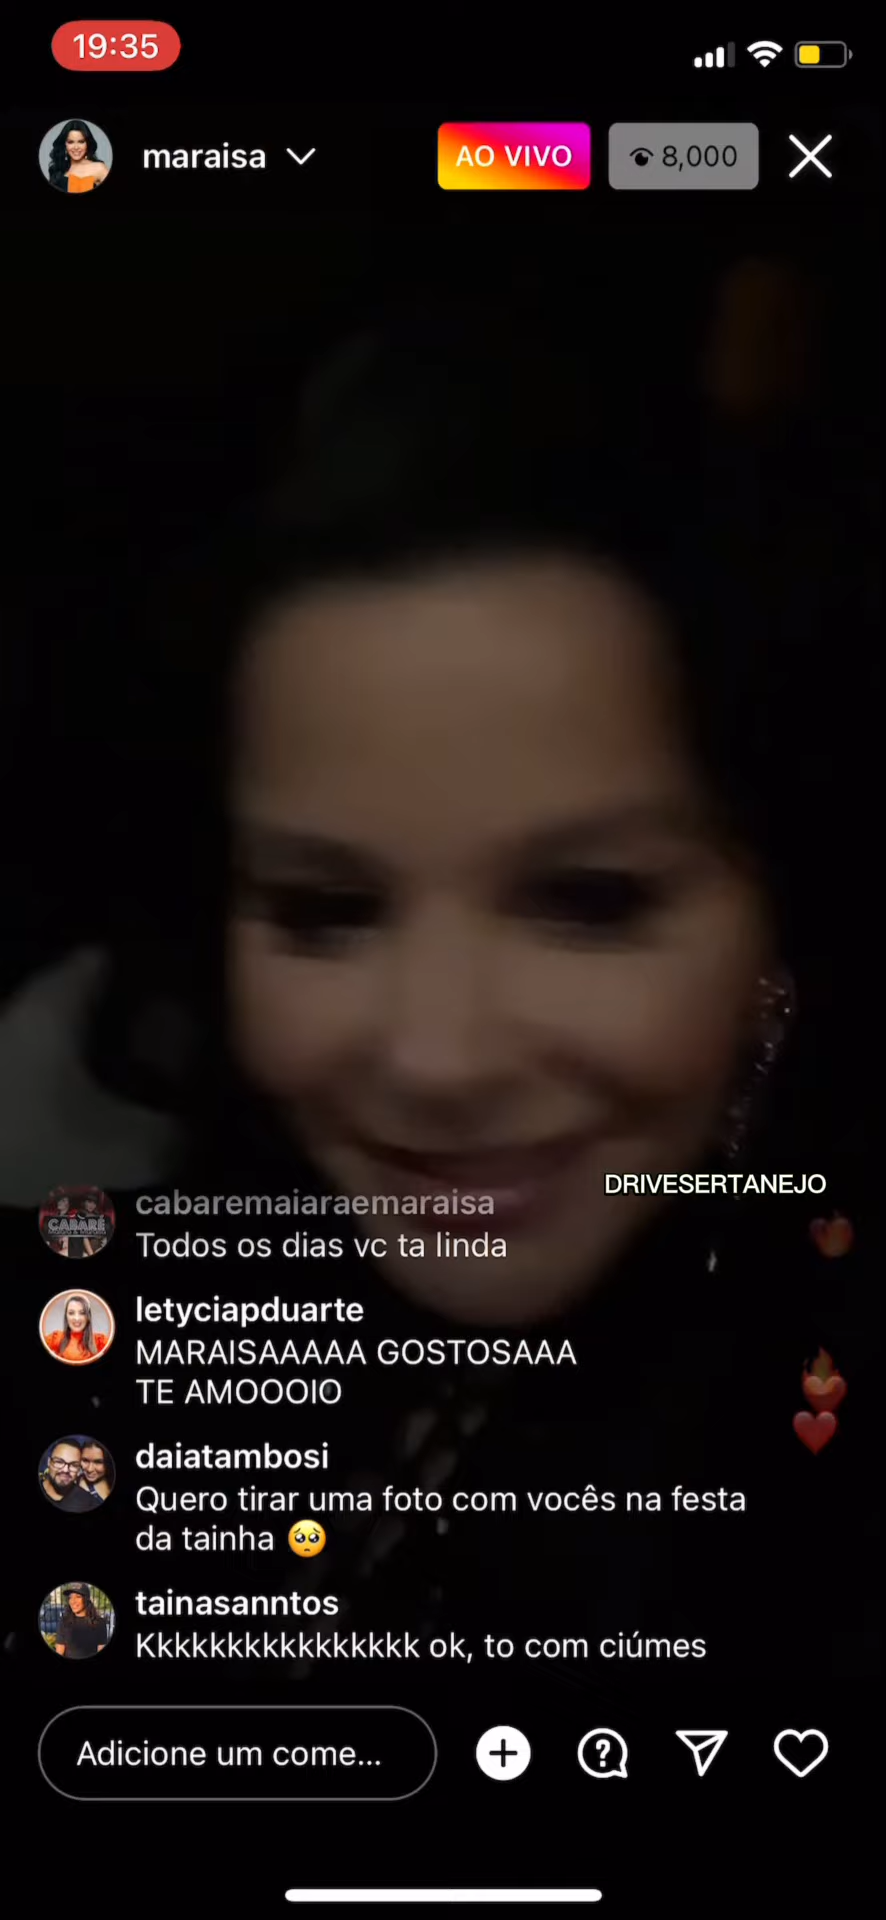 19:35
maraisa
AO VIVO
8,000
DRIVESERTANEJO
cabaremaiaraemaraisa
CABARÉ
Todos os dias vc ta linda
letyciapduarte
MARAISAAAAA GOSTOSAAA
TE AMOOOIO
daiatambosi
Quero tirar uma foto com vocês na festa
da tainha 🥺
tainasanntos
Kkkkkkkkkkkkkkkk ok, to com ciúmes
Adicione um come...